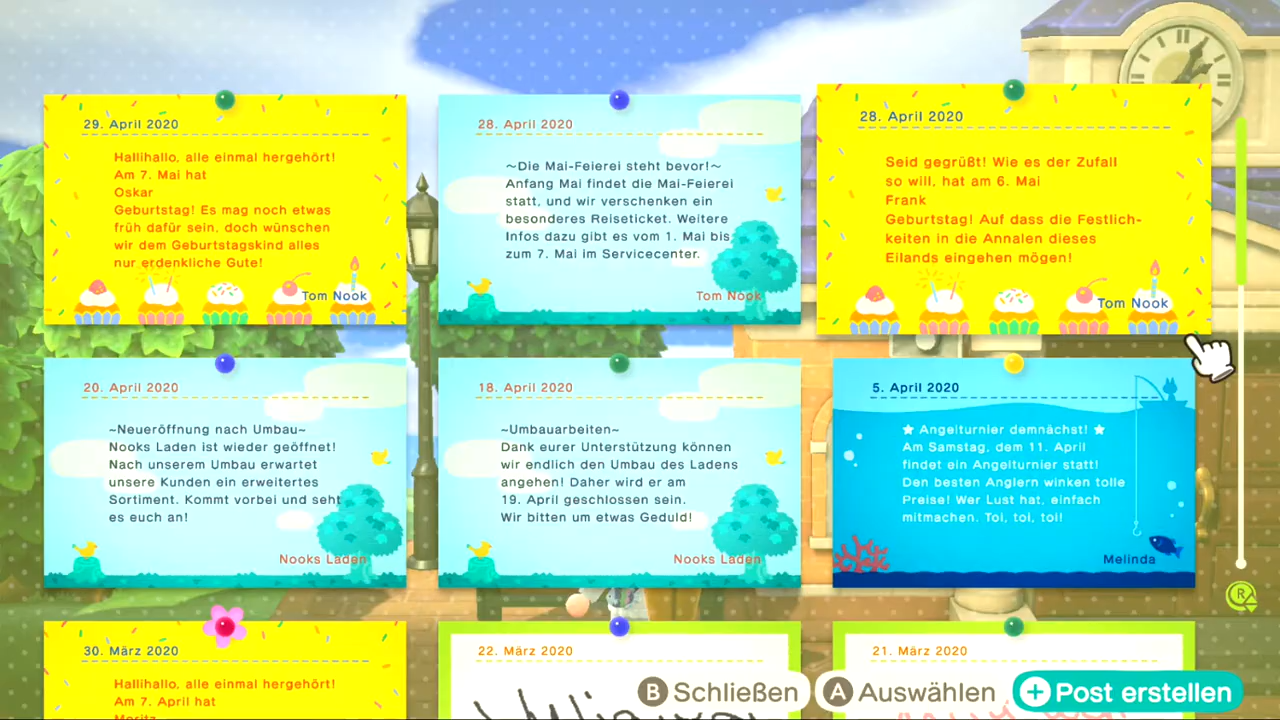 29. April 2020
Hallihallo, alle einmal hergehört!
Am 7. Mai hat
Oskar
Geburtstag! Es mag noch etwas
früh dafür sein, doch wünschen
wir dem Geburtstagskind alles
nur erdenkliche Gute!
Tom Nook
28. April 2020
~Die Mai-Feierei steht bevor!~
Anfang Mai findet die Mai-Feierei
statt, und wir verschenken ein
besonderes Reiseticket. Weitere
Infos dazu gibt es vom 1. Mai bis
zum 7. Mai im Servicecenter.
Tom Nook
28. April 2020
Seid gegrüßt! Wie es der Zufall
so will, hat am 6. Mai
Frank
Geburtstag! Auf dass die Festlich-
keiten in die Annalen dieses
Eilands eingehen mögen!
Tom Nook
20. April 2020
~Neueröffnung nach Umbau~
Nooks Laden ist wieder geöffnet!
Nach unserem Umbau erwartet
unsere Kunden ein erweitertes
Sortiment. Kommt vorbei und seht
es euch an!
Nooks Laden
18. April 2020
~Umbauarbeiten~
Dank eurer Unterstützung können
wir endlich den Umbau des Ladens
angehen! Daher wird er am
19. April geschlossen sein.
Wir bitten um etwas Geduld!
Nooks Laden
5. April 2020
★ Angelturnier demnächst! ★
Am Samstag, dem 11. April
findet ein Angelturnier statt!
Den besten Anglern winken tolle
Preise! Wer Lust hat, einfach
mitmachen. Toi, toi, toi!
Melinda
R
30. März 2020
Hallihallo, alle einmal hergehört!
Am 7. April hat
Moritz
22. März 2020
21. März 2020
B Schließen
A Auswählen
+ Post erstellen